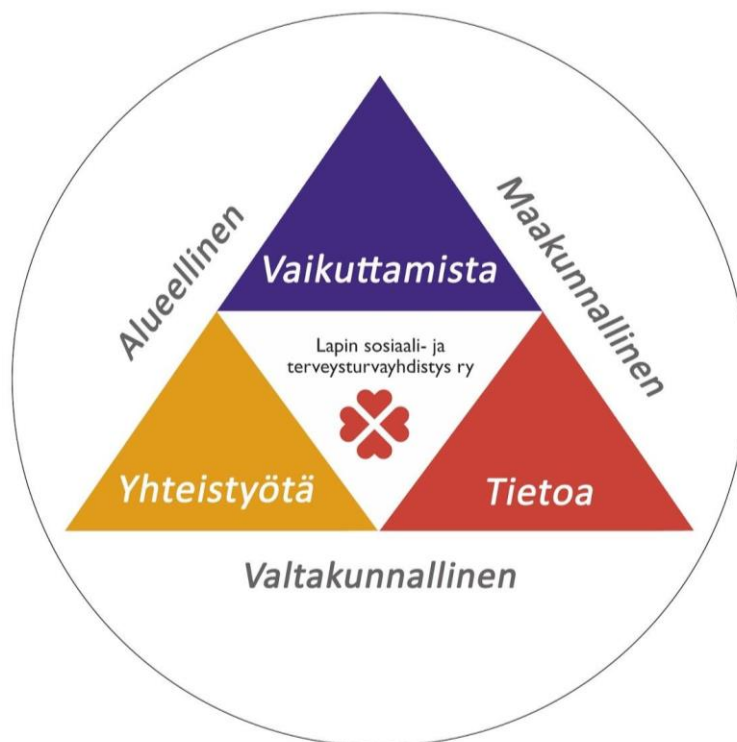 Alueellinen
Maakunnallinen
Vaikuttamista
Lapin sosiaali- ja
terveysturvayhdistys ry
Yhteistyötä
Tietoa
Valtakunnallinen